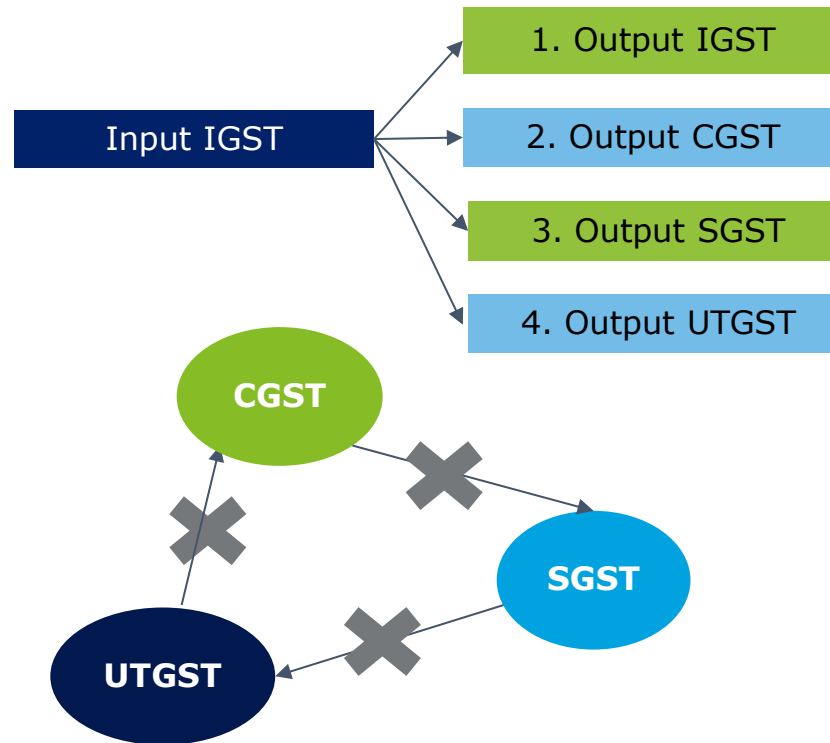 1. Output IGST
Input IGST
2. Output CGST
3. Output SGST
4. Output UTGST
CGST
SGST
UTGST